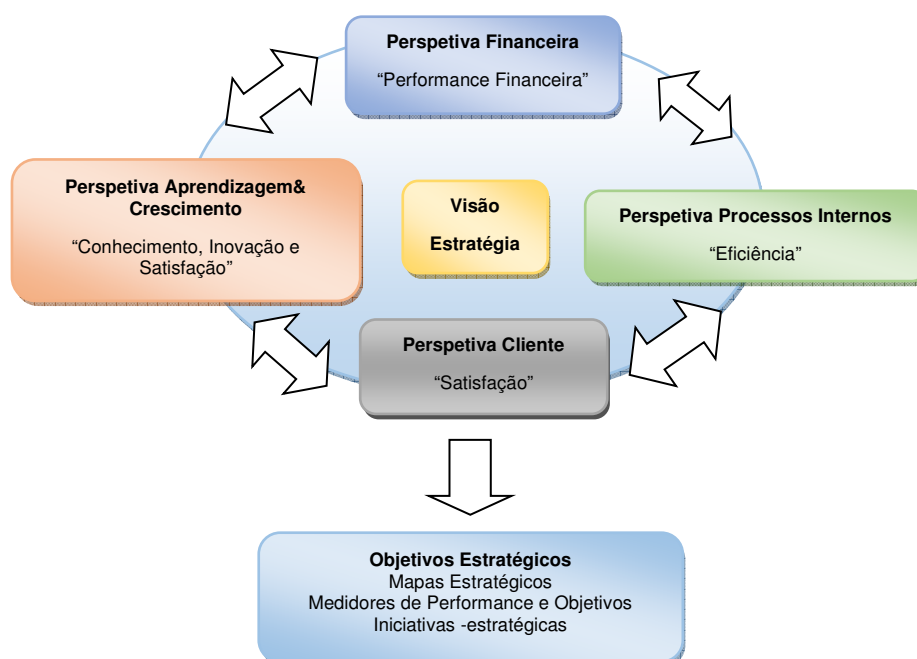 Perspetiva Financeira
“Performance Financeira”
Perspetiva Aprendizagem&
Crescimento
“Conhecimento, Inovação e
Satisfação”
Visão
Estratégia
Perspetiva Processos Internos
“Eficiência”
Perspetiva Cliente
“Satisfação”
Objetivos Estratégicos
Mapas Estratégicos
Medidores de Performance e Objetivos
Iniciativas -estratégicas